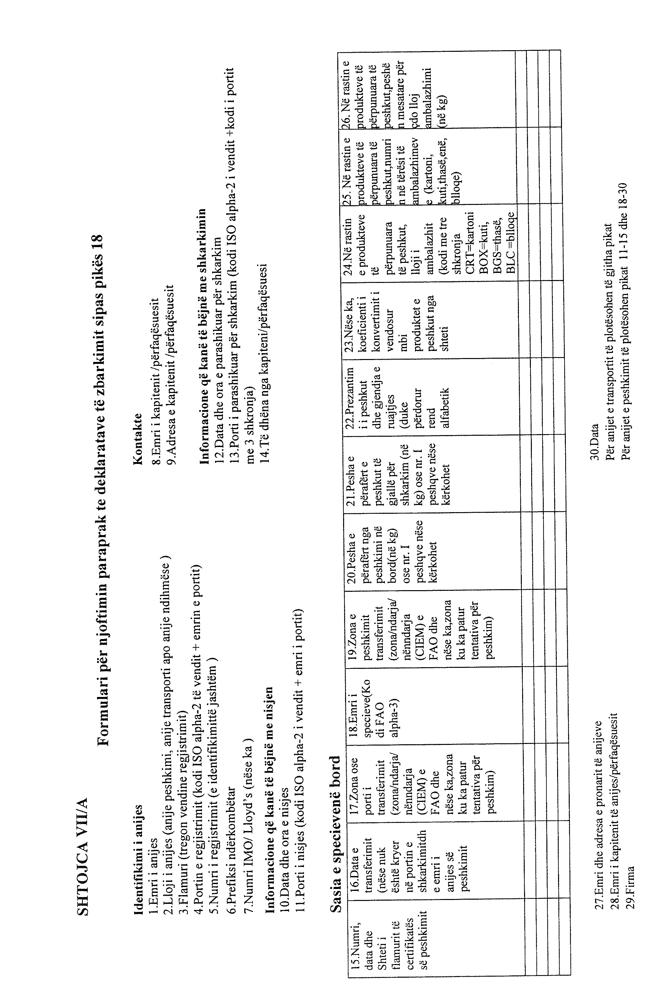 SHTOJCA VII/A
Formulari për njoftimin paraprak te deklaratave të zbarkimit sipas pikës 18
Identifikimi i anijes
1.Emri i anijes
2.Lloji i anijes (anije peshkimi, anije transporti apo anije ndihmëse )
3.Flamuri (tregon vendine regjistrimit)
4.Portin e regjistrimit (kodi ISO alpha-2 të vendit + emrin e portit)
5.Numri i regjistrimit (e identifikimittë jashtëm )
6.Prefiksi ndërkombëtar
7.Numri IMO/ Lloyd's (nëse ka )
Informacione që kanë të bëjnë me nisjen
10.Data dhe ora e nisjes
11.Porti i nisjes (kodi ISO alpha-2 i vendit + emri i portit)
Kontakte
8.Emri i kapitenit /përfaqësuesit
9.Adresa e kapitenit /përfaqësuesit
Informacione që kanë të bëjnë me shkarkimin
12.Data dhe ora e parashikuar për shkarkim
13.Porti i parashikuar për shkarkim (kodi ISO alpha-2 i vendit +kodi i portit
me 3 shkronja)
14.Të dhëna nga kapiteni/përfaqësuesi
Sasia e specievenë bord
15.Numri,
data dhe
Shteti i
flamurit të
certifikatës
së peshkimit
16.Data e
transferimit
(nëse nuk
është kryer
në portin e
shkarkimitdh
e emri i
anijes së
peshkimit
17.Zona ose
porti i
transferimit
(zona/ndarja/
nënndarja
(CIEM) e
FAO dhe
nëse ka,zona
ku ka patur
tentativa për
peshkim)
18.Emri i
specieve(Ko
di FAO
alpha-3)
19.Zona e
peshkimit
transferimit
(zona/ndarja/
nënndarja
(CIEM) e
FAO dhe
nëse ka,zona
ku ka patur
tentativa për
peshkim)
20.Pesha e
përafërt nga
peshkimi në
bord(në kg)
ose nr. I
peshqve nëse
kërkohet
21.Pesha e
përafërt e
peshkut të
gjallë për
shkarkim (në
kg) ose nr. I
peshqve nëse
kërkohet
22.Prezantim
i i peshkut
dhe gjendja e
ruajtjes
(duke
përdorur
rend
alfabetik
23.Nëse ka,
koeficienti i
konvertimit i
vendosur
mbi
produktet e
peshkut nga
shteti
24.Në rastin
e produkteve
të
përpunuara
të peshkut,
lloji i
ambalazhit
(kodi me tre
shkronja
CRT=kartoni
BOX=kuti,
BGS=thasë,
BLC =blloqe
25. Në rastin e
produkteve të
përpunuara të
peshkut,numri
n në tërësi të
ambalazhimev
e (kartoni,
kuti,thasë,enë,
blloqe)
26. Në rastin e
produkteve të
përpunuara të
peshkut,peshë
n mesatare për
çdo lloj
ambalazhimi
(në kg)
27.Emri dhe adresa e pronarit të anijeve
28.Emri i kapitenit të anijes/përfaqësuesit
29.Firma
30.Data
Për anijet e transportit të plotësohen të gjitha pikat
Për anijet e peshkimit të plotësohen pikat 11-15 dhe 18-30